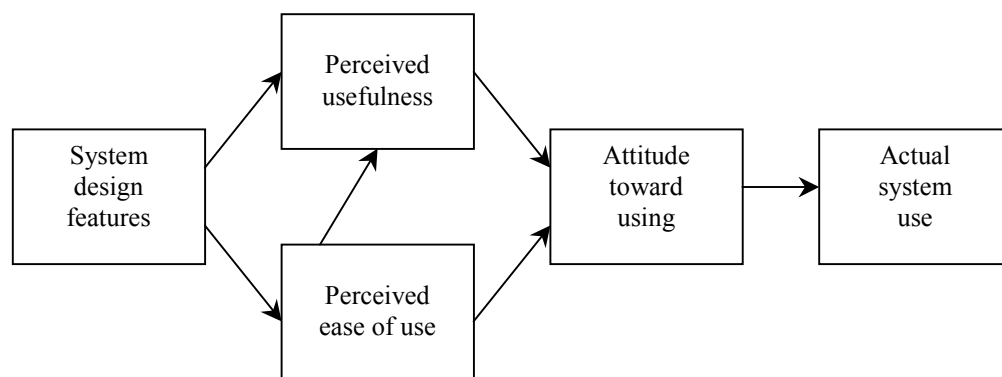 System
design
features
Perceived
usefulness
Perceived
ease of use
Attitude
toward
using
Actual
system
use